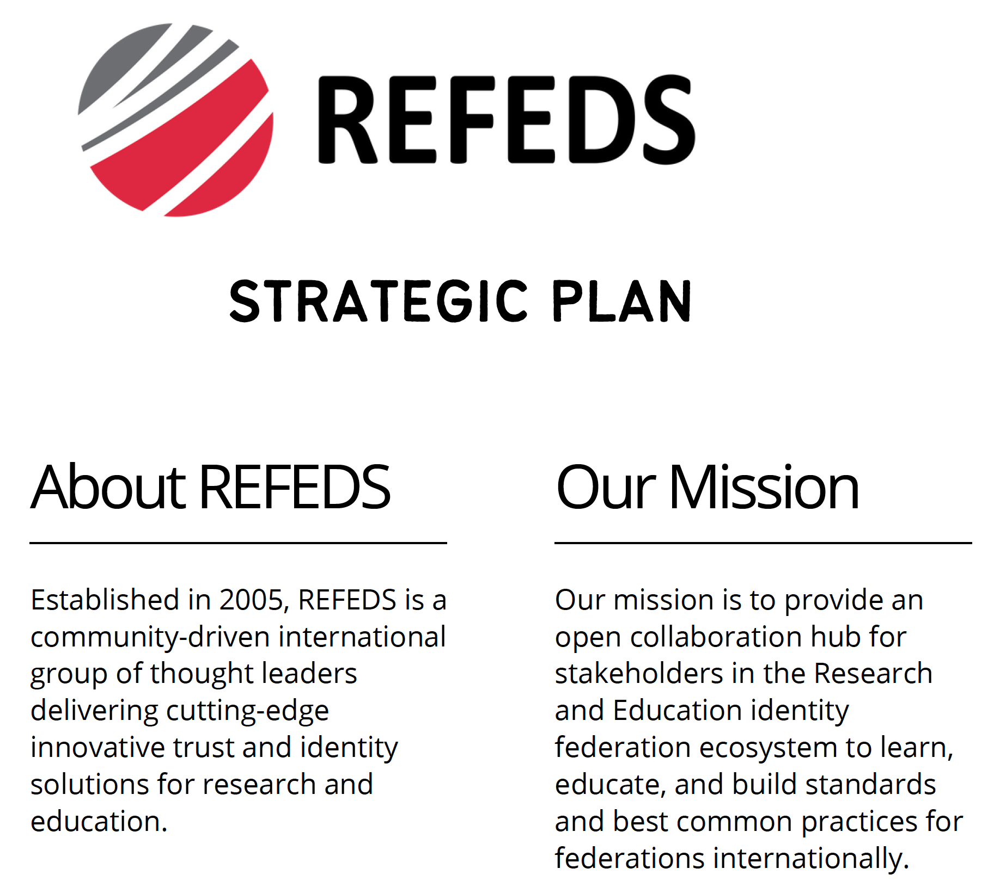 REFEDS
STRATEGIC PLAN
About REFEDS
Established in 2005, REFEDS is a
community-driven international
group of thought leaders
delivering cutting-edge
innovative trust and identity
solutions for research and
education.
Our Mission
Our mission is to provide an
open collaboration hub for
stakeholders in the Research
and Education identity
federation ecosystem to learn,
educate, and build standards
and best common practices for
federations internationally.